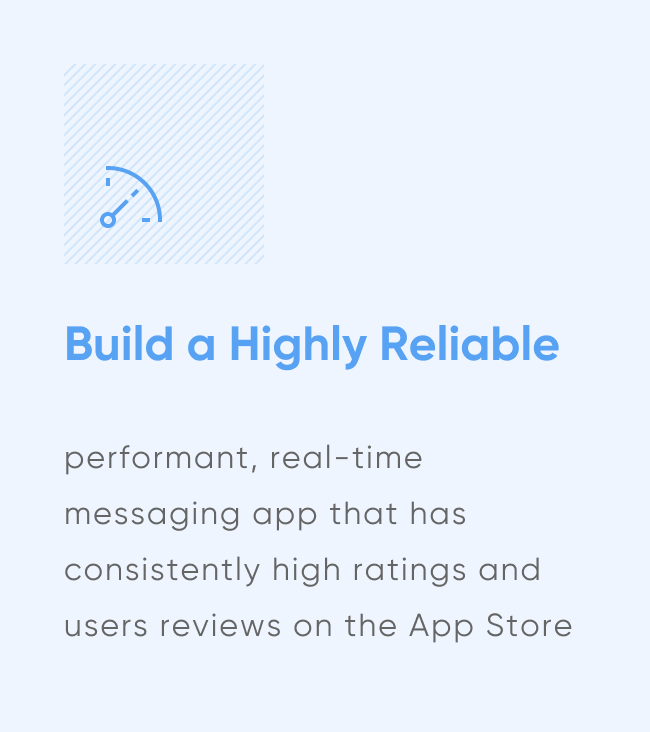 Build a Highly Reliable
performant, real-time
messaging app that has
consistently high ratings and
users reviews on the App Store